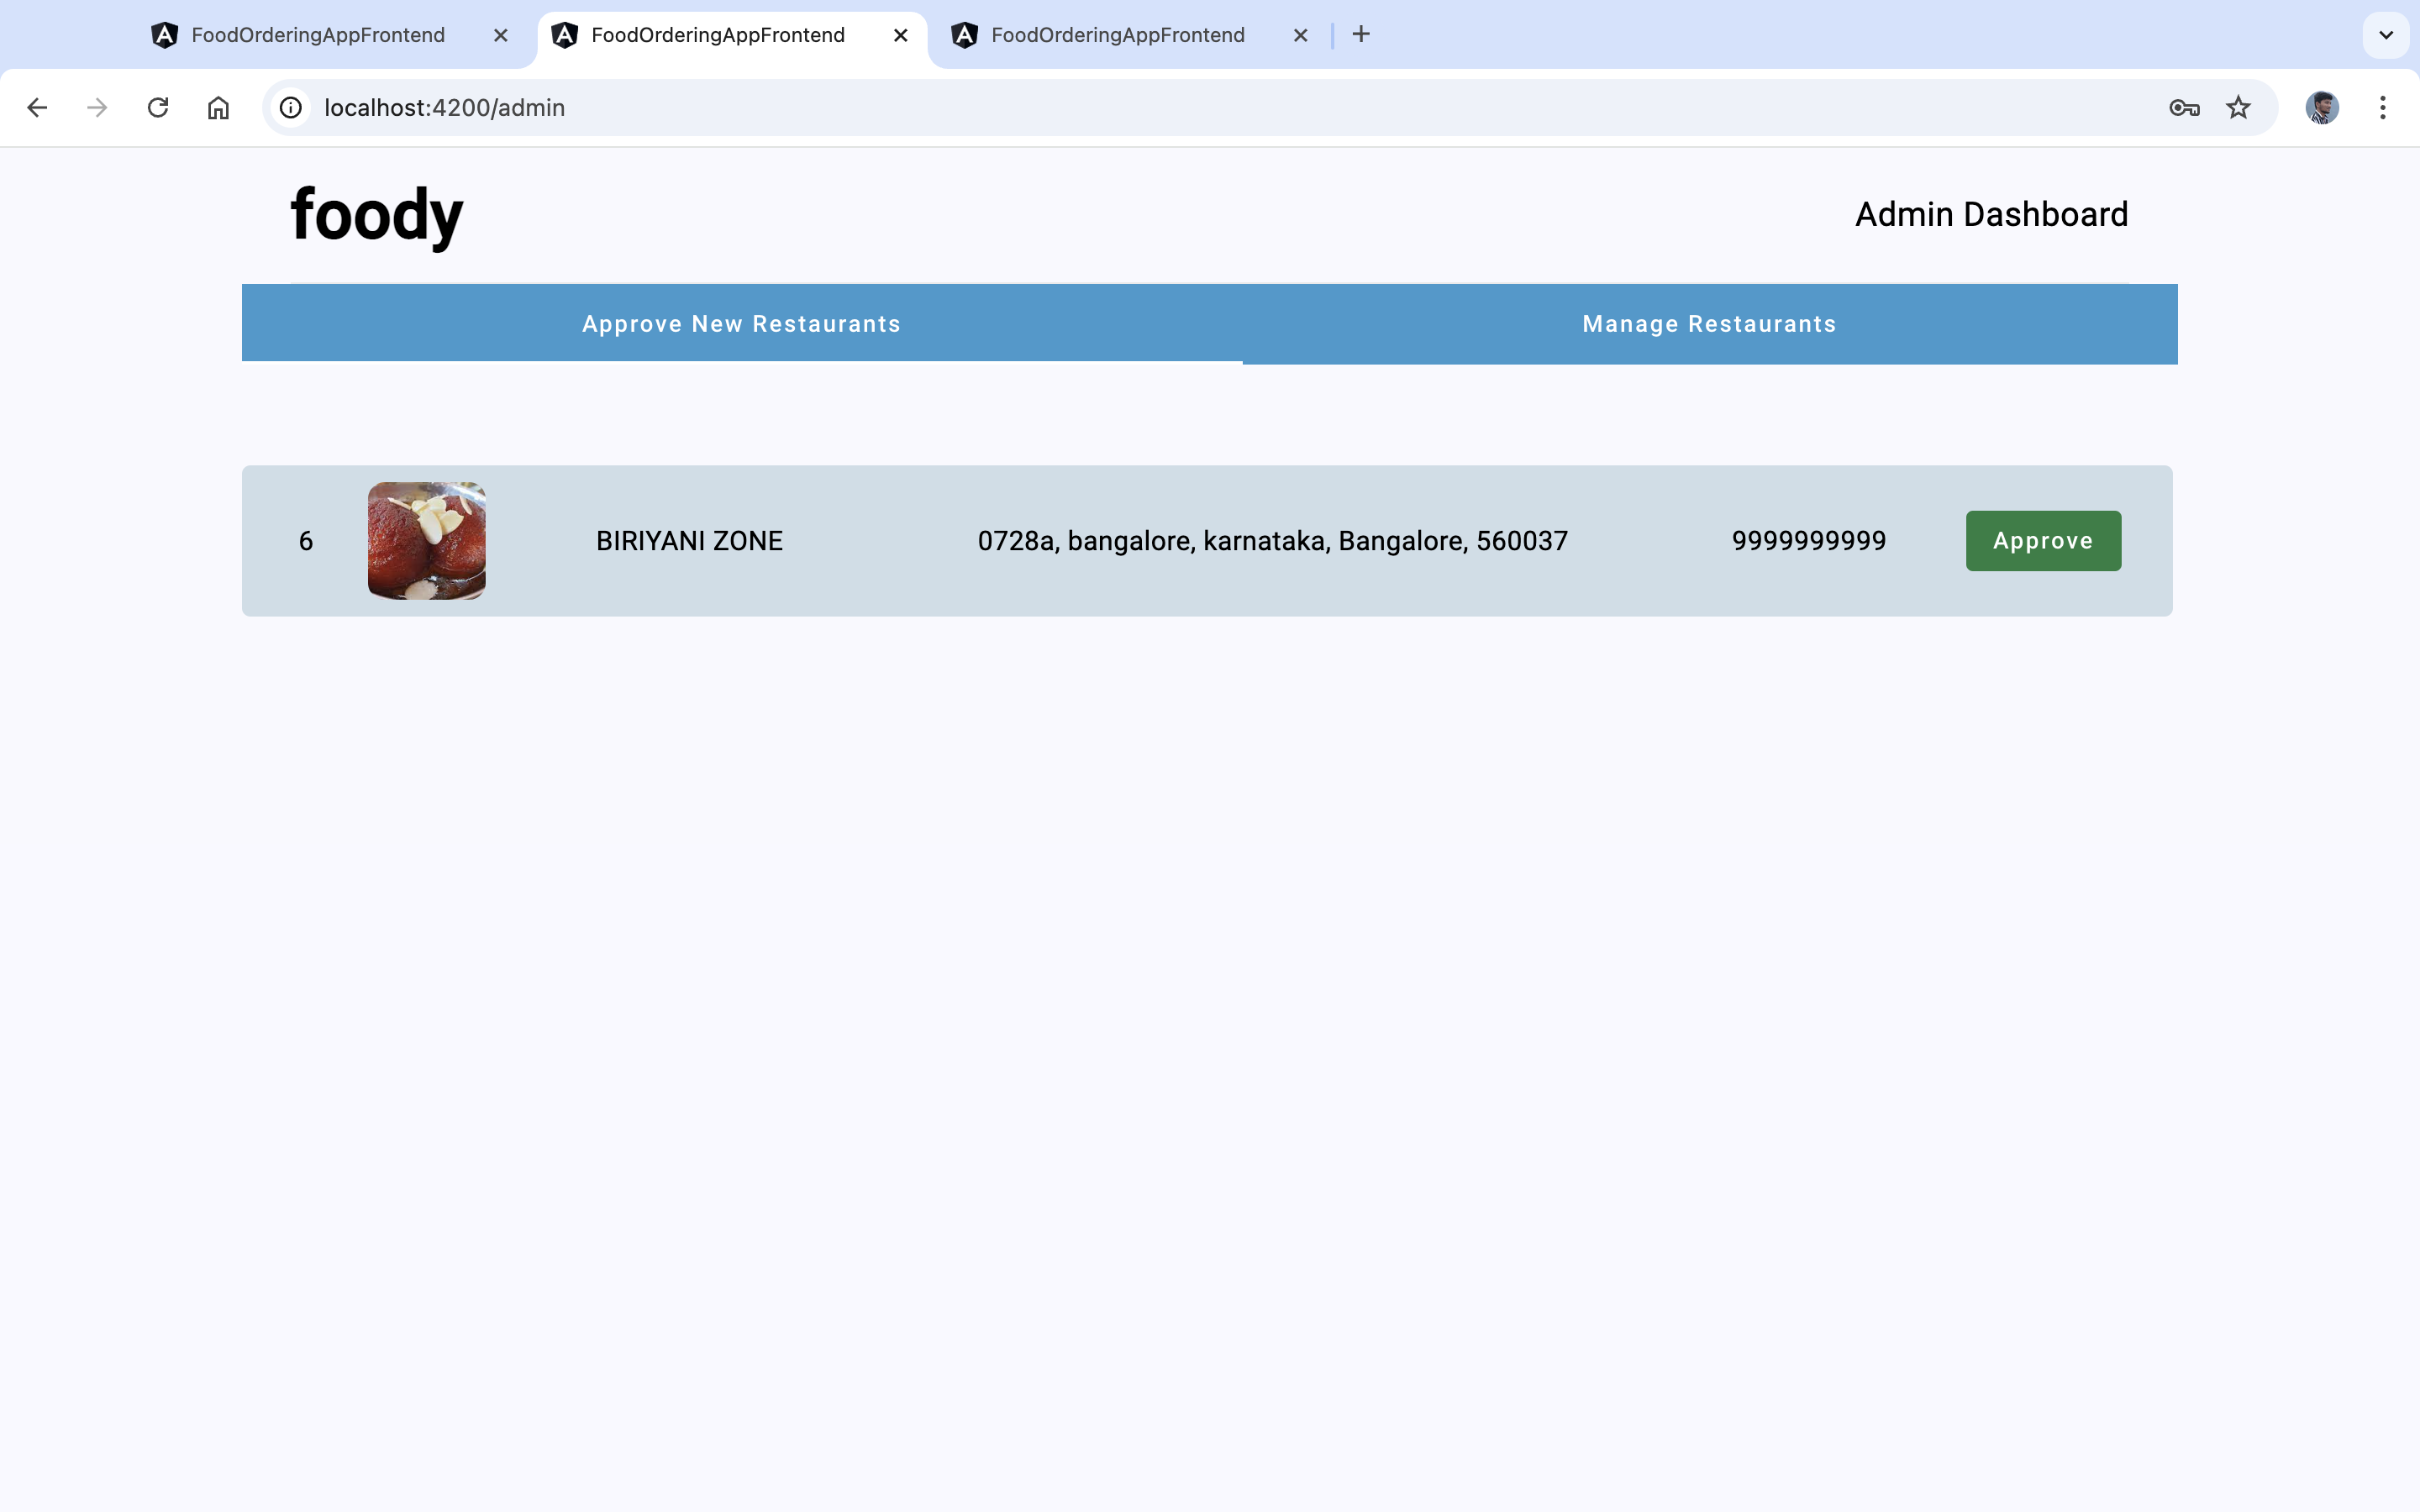 FoodOrderingAppFrontend
FoodOrderingAppFrontend
FoodOrderingAppFrontend
localhost:4200/admin
foody
Admin Dashboard
Approve New Restaurants
Manage Restaurants
6
BIRIYANI ZONE
0728a, bangalore, karnataka, Bangalore, 560037
9999999999
Approve